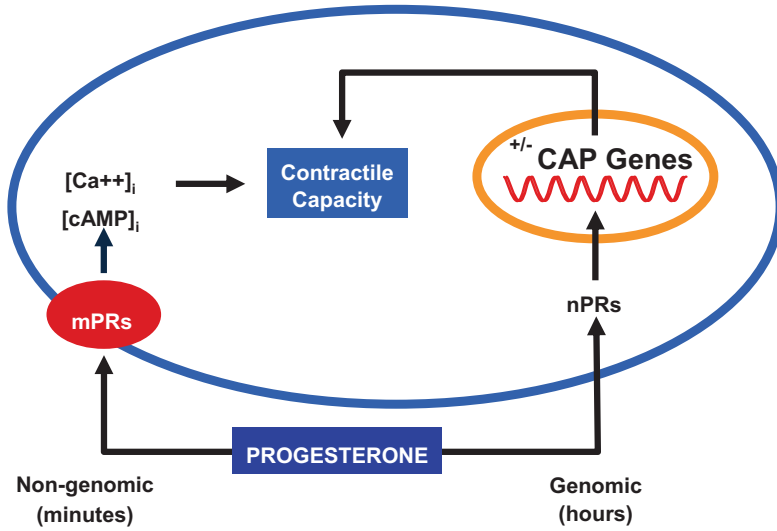 +/- CAP Genes
Contractile
Capacity
[Ca++]i
[cAMP]i
nPRs
mPRs
PROGESTERONE
Non-genomic
(minutes)
Genomic
(hours)